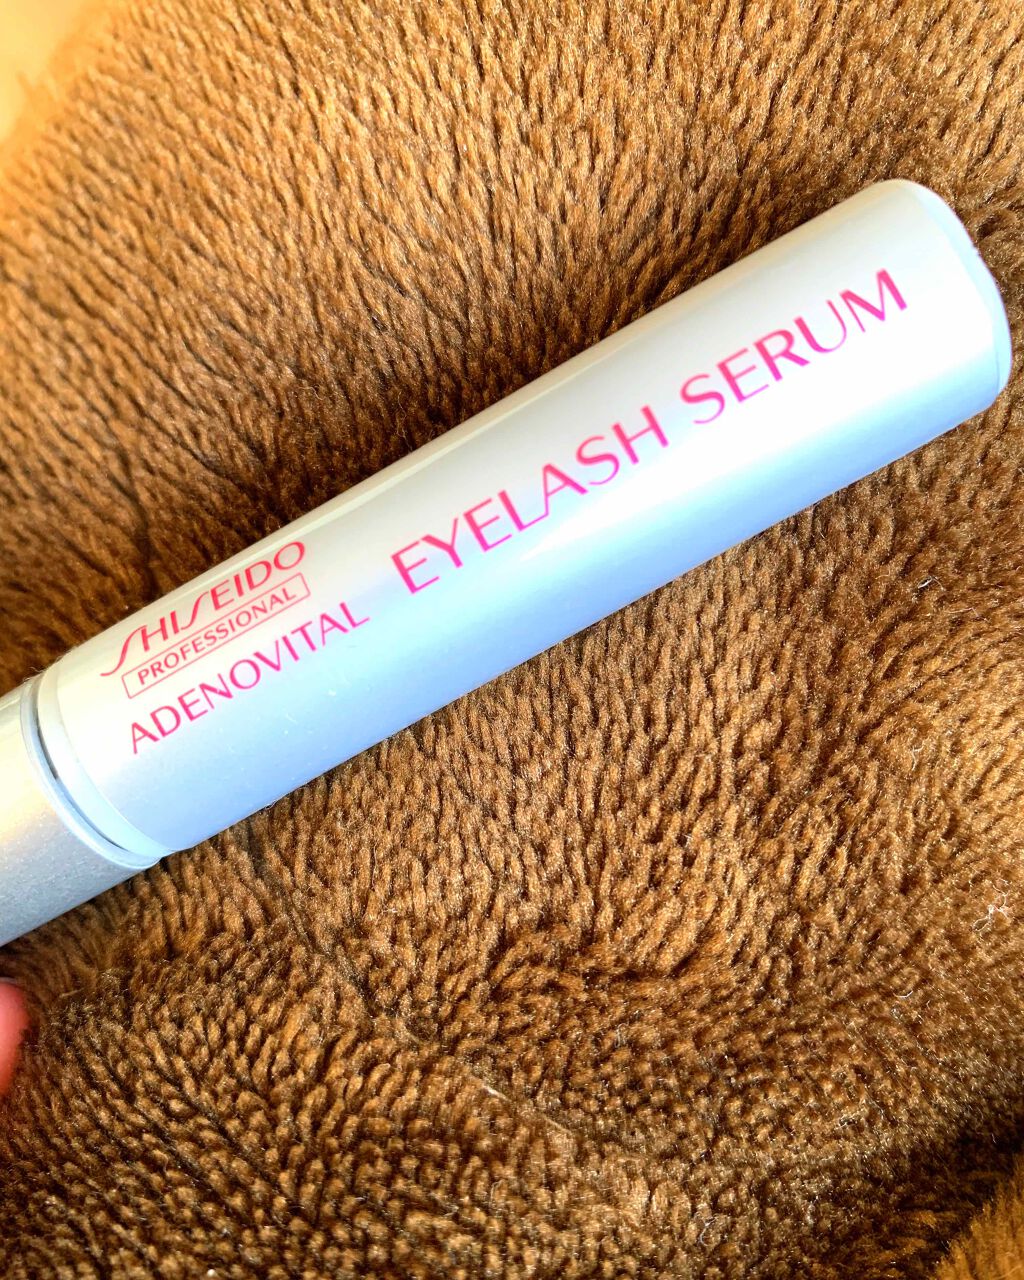 SHISEIDO
PROFESSIONAL
ADENOVITAL EYELASH SERUM